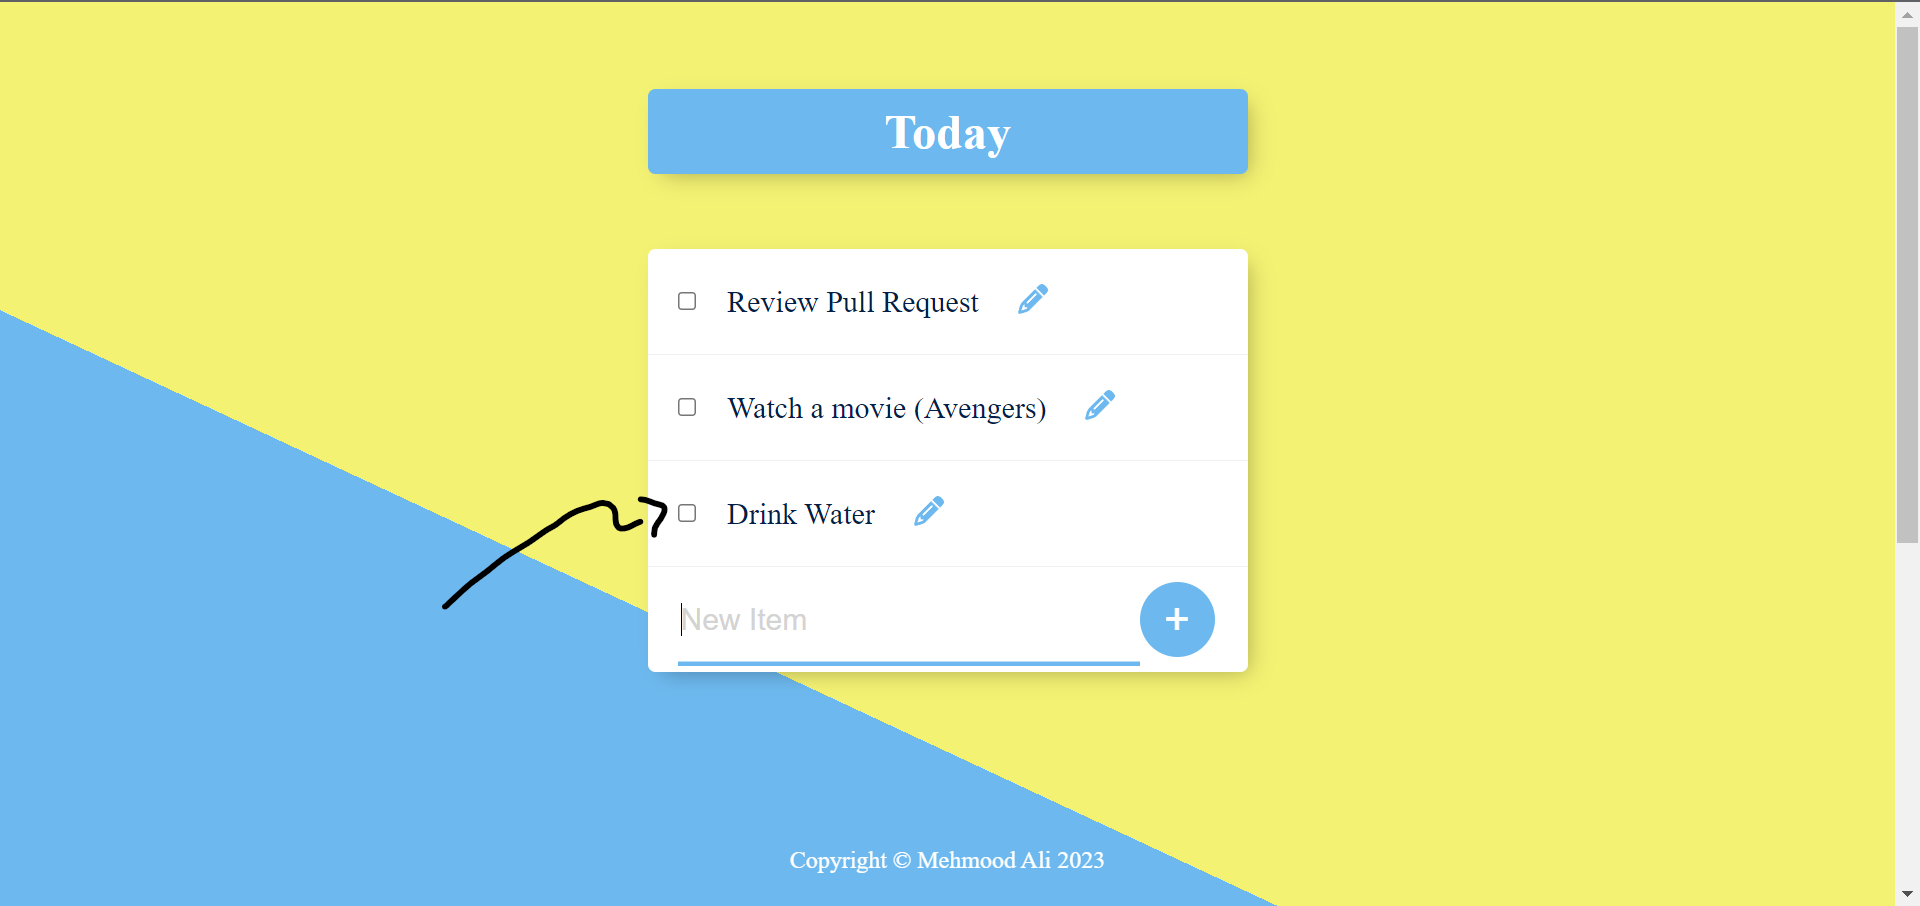 Today
Review Pull Request
Watch a movie (Avengers)
Drink Water
New Item
Copyright © Mehmood Ali 2023